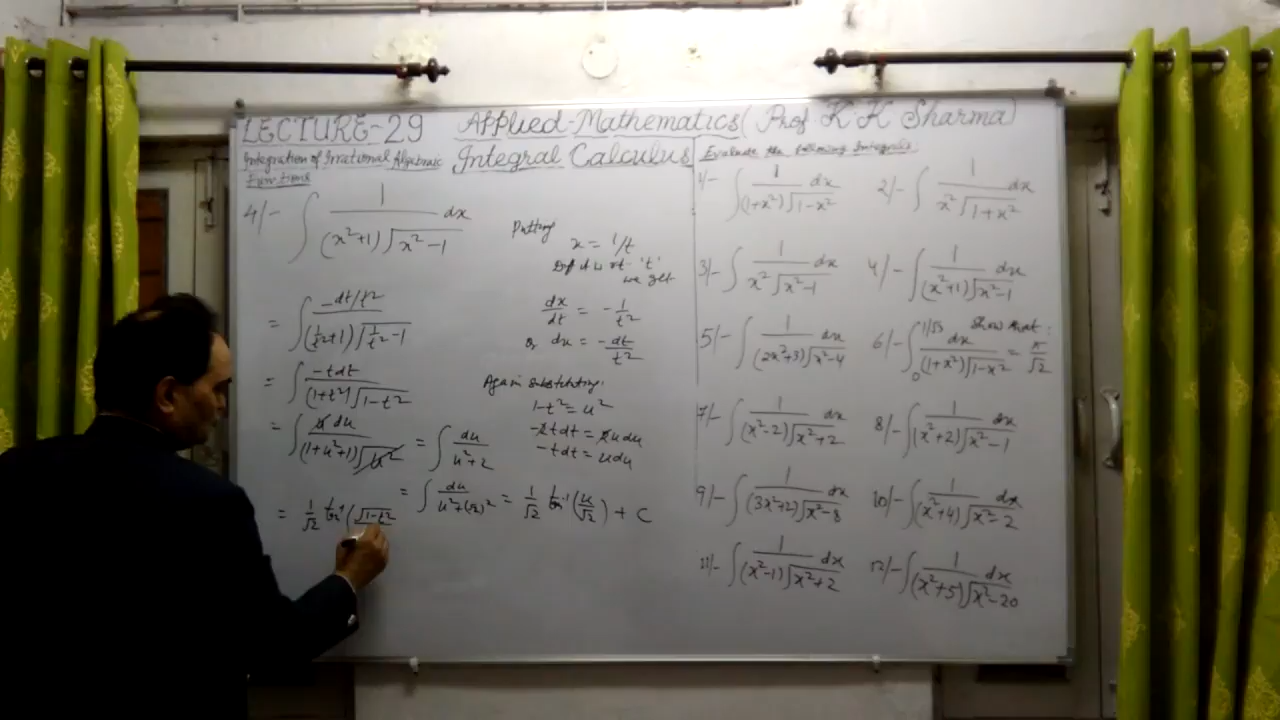 LECTURE-29 Applied-Mathematics (Prof. K.K Sharma)
Integration of Irrational Algebraic Functions
Integral Calculus
4/- ∫ 1/((x²+1)√(x²-1)) dx
= ∫ (-dt/t²)/((1/t²+1)√(1/t²-1))
= ∫ -tdt/((1+t²)√(1-t²))
= ∫ u du/((1+u²+1)√u²) = ∫ du/(u²+2)
= ∫ du/(u²+(√2)²) = 1/√2 tan⁻¹(u/√2) + C
= 1/√2 tan⁻¹(√(1-t²)
Putting
x = 1/t
Diff it w.rt. 't'
we get
dx/dt = -1/t²
or dx = -dt/t²
Again substituting:
1-t² = u²
-2tdt = 2udu
-tdt = udu
Evaluate the following Integrals
1/- ∫ 1/((1+x²)√(1-x²)) dx
2/- ∫ 1/(x²√(1+x²)) dx
3/- ∫ 1/(x²√(x²-1)) dx
4/- ∫ 1/((x²+1)√(x²-1)) dx
5/- ∫ 1/((2x²+3)√(x²-4)) dx
6/- ∫₀^(1/√3) dx/((1+x²)√(1-x²)) = π/√2 Show that:
7/- ∫ 1/((x²-2)√(x²+2)) dx
8/- ∫ 1/((x²+2)√(x²-1)) dx
9/- ∫ 1/((3x²+2)√(x²-8)) dx
10/- ∫ 1/((x²+4)√(x²-2)) dx
11/- ∫ 1/((x²-1)√(x²+2)) dx
12/- ∫ 1/((x²+5)√(x²-20)) dx